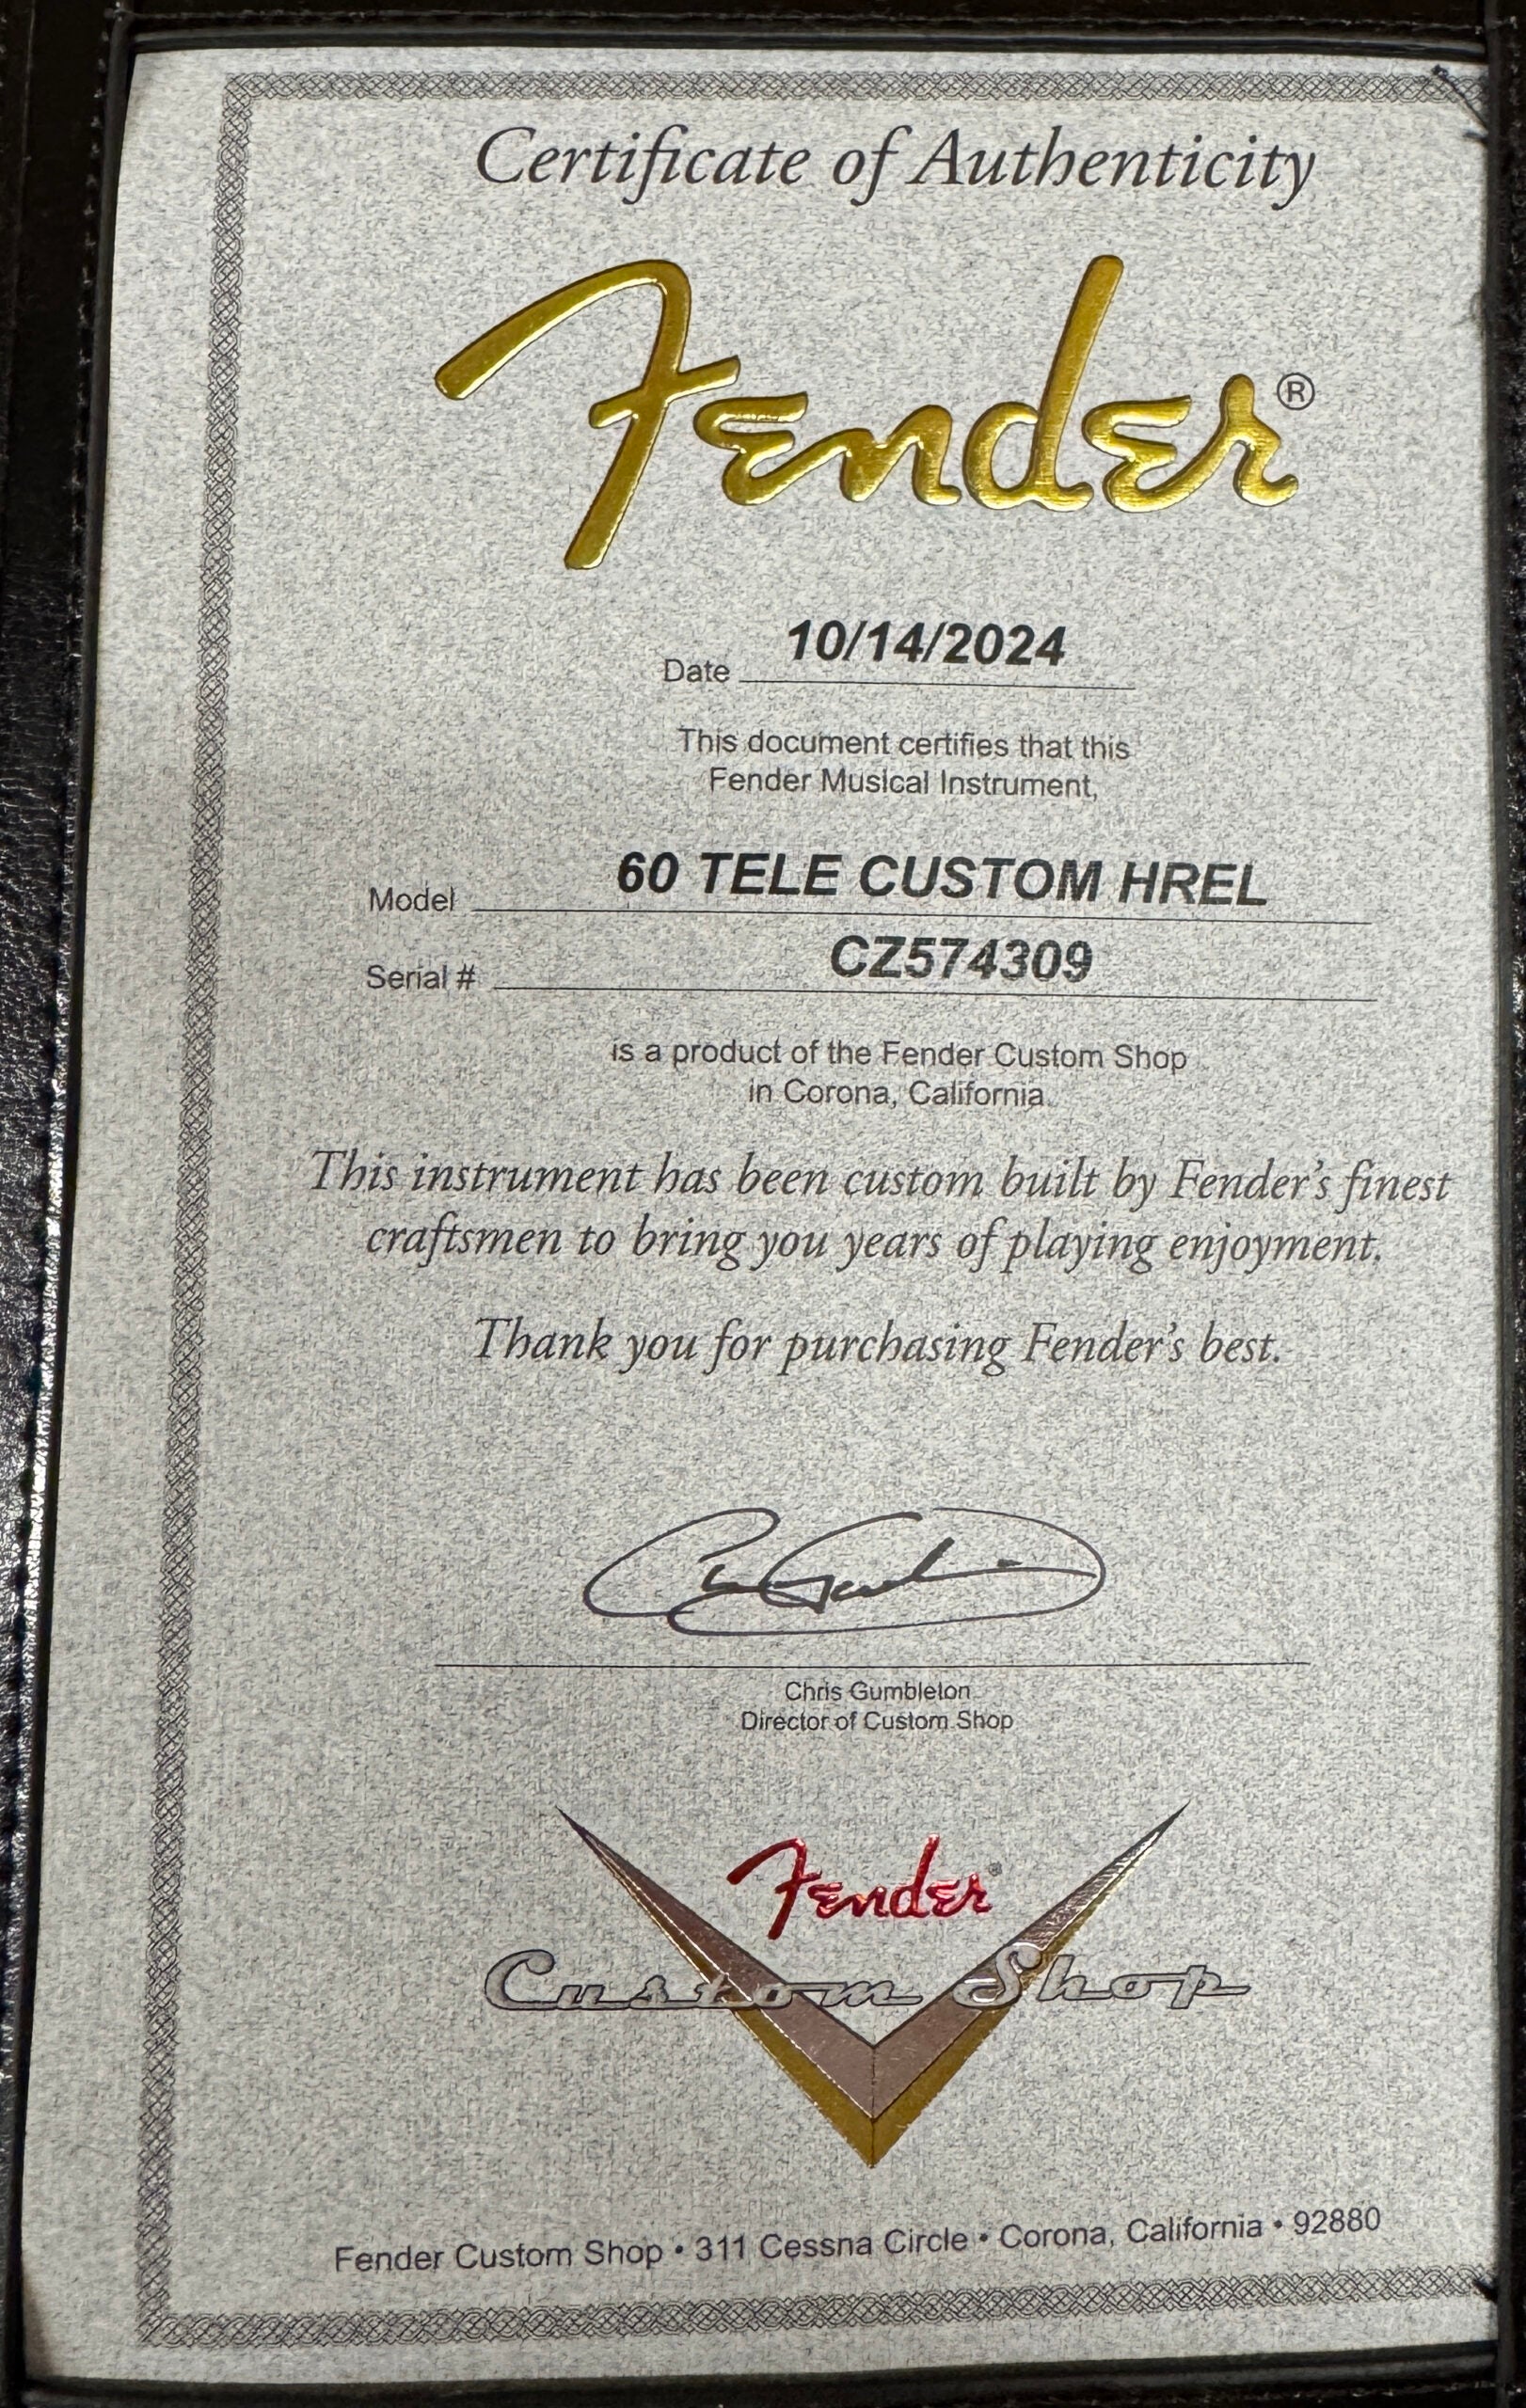 Certificate of Authenticity
Fender®
Date 10/14/2024
This document certifies that this
Fender Musical Instrument,
Model 60 TELE CUSTOM HREL
Serial # CZ574309
is a product of the Fender Custom Shop
in Corona, California.
This instrument has been custom built by Fender's finest
craftsmen to bring you years of playing enjoyment.
Thank you for purchasing Fender's best.
Chris Gumbleton
Director of Custom Shop
Fender®
Custom Shop
Fender Custom Shop • 311 Cessna Circle • Corona, California • 92880